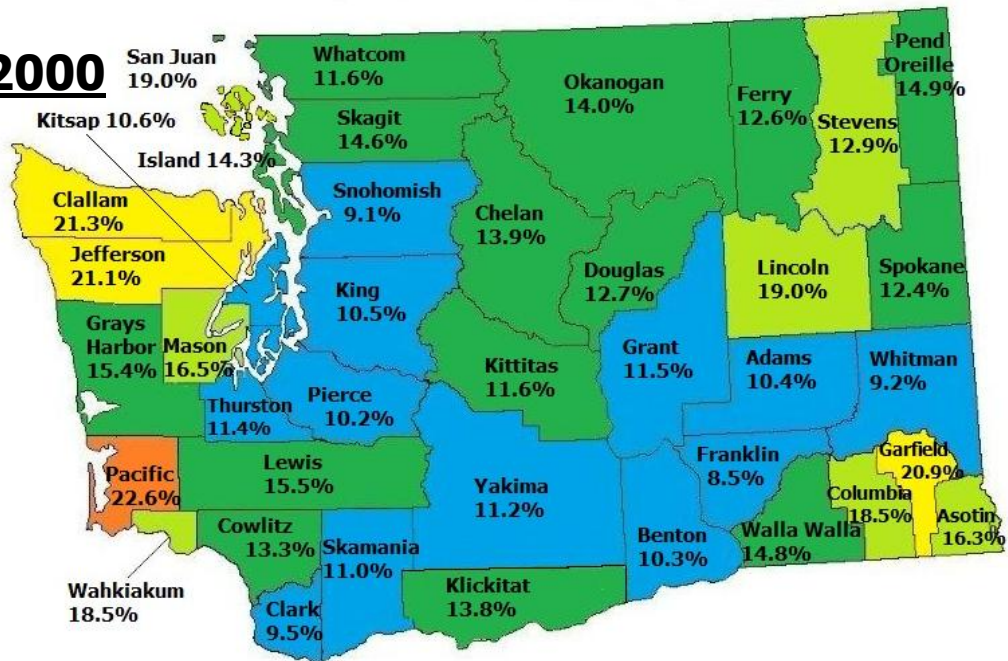 2000
San Juan
19.0%
Kitsap 10.6%
Island 14.3%
Whatcom
11.6%
Skagit
14.6%
Snohomish
9.1%
Okanogan
14.0%
Ferry
12.6%
Stevens
12.9%
Pend
Oreille
14.9%
Clallam
21.3%
Jefferson
21.1%
Chelan
13.9%
Douglas
12.7%
Lincoln
19.0%
Spokane
12.4%
King
10.5%
Grays
Harbor
15.4%
Mason
16.5%
Kittitas
11.6%
Grant
11.5%
Adams
10.4%
Whitman
9.2%
Thurston
11.4%
Pierce
10.2%
Pacific
22.6%
Lewis
15.5%
Yakima
11.2%
Franklin
8.5%
Garfield
20.9%
Columbia
18.5%
Asotin
16.3%
Cowlitz
13.3%
Skamania
11.0%
Benton
10.3%
Walla Walla
14.8%
Wahkiakum
18.5%
Clark
9.5%
Klickitat
13.8%